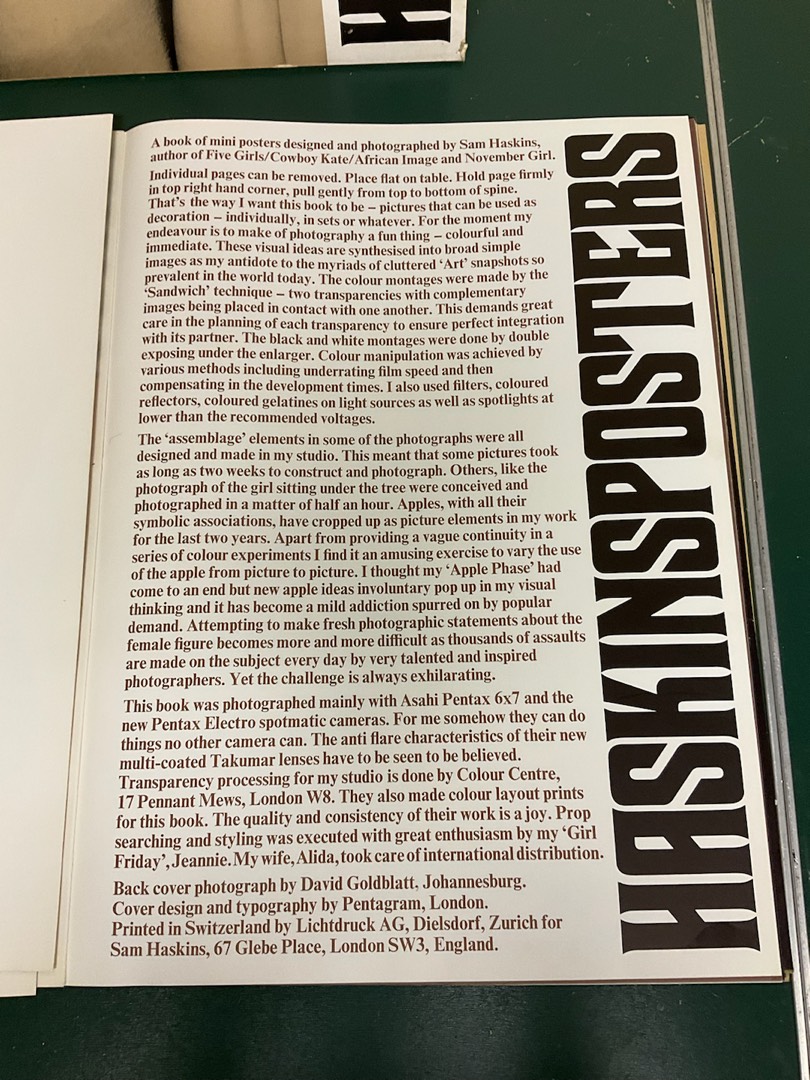 A book of mini posters designed and photographed by Sam Haskins,
author of Five Girls/Cowboy Kate/African Image and November Girl.
Individual pages can be removed. Place flat on table. Hold page firmly
in top right hand corner, pull gently from top to bottom of spine.
That's the way I want this book to be – pictures that can be used as
decoration – individually, in sets or whatever. For the moment my
endeavour is to make of photography a fun thing – colourful and
immediate. These visual ideas are synthesised into broad simple
images as my antidote to the myriads of cluttered 'Art' snapshots so
prevalent in the world today. The colour montages were made by the
'Sandwich' technique – two transparencies with complementary
images being placed in contact with one another. This demands great
care in the planning of each transparency to ensure perfect integration
with its partner. The black and white montages were done by double
exposing under the enlarger. Colour manipulation was achieved by
various methods including underrating film speed and then
compensating in the development times. I also used filters, coloured
reflectors, coloured gelatines on light sources as well as spotlights at
lower than the recommended voltages.
The 'assemblage' elements in some of the photographs were all
designed and made in my studio. This meant that some pictures took
as long as two weeks to construct and photograph. Others, like the
photograph of the girl sitting under the tree were conceived and
photographed in a matter of half an hour. Apples, with all their
symbolic associations, have cropped up as picture elements in my work
for the last two years. Apart from providing a vague continuity in a
series of colour experiments I find it an amusing exercise to vary the use
of the apple from picture to picture. I thought my 'Apple Phase' had
come to an end but new apple ideas involuntary pop up in my visual
thinking and it has become a mild addiction spurred on by popular
demand. Attempting to make fresh photographic statements about the
female figure becomes more and more difficult as thousands of assaults
are made on the subject every day by very talented and inspired
photographers. Yet the challenge is always exhilarating.
This book was photographed mainly with Asahi Pentax 6x7 and the
new Pentax Electro spotmatic cameras. For me somehow they can do
things no other camera can. The anti flare characteristics of their new
multi-coated Takumar lenses have to be seen to be believed.
Transparency processing for my studio is done by Colour Centre,
17 Pennant Mews, London W8. They also made colour layout prints
for this book. The quality and consistency of their work is a joy. Prop
searching and styling was executed with great enthusiasm by my 'Girl
Friday', Jeannie. My wife, Alida, took care of international distribution.
Back cover photograph by David Goldblatt, Johannesburg.
Cover design and typography by Pentagram, London.
Printed in Switzerland by Lichtdruck AG, Dielsdorf, Zurich for
Sam Haskins, 67 Glebe Place, London SW3, England.
HASKINSPOSTERS
H